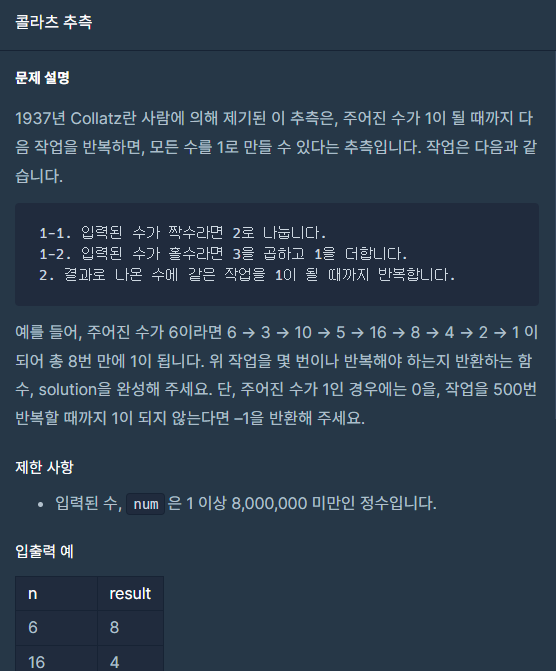 콜라츠 추측
문제 설명
1937년 Collatz란 사람에 의해 제기된 이 추측은, 주어진 수가 1이 될 때까지 다
음 작업을 반복하면, 모든 수를 1로 만들 수 있다는 추측입니다. 작업은 다음과 같
습니다.
1-1. 입력된 수가 짝수라면 2로 나눕니다.
1-2. 입력된 수가 홀수라면 3을 곱하고 1을 더합니다.
2. 결과로 나온 수에 같은 작업을 1이 될 때까지 반복합니다.
예를 들어, 주어진 수가 6이라면 6 → 3 → 10 → 5 → 16 → 8 → 4 → 2 → 1 이
되어 총 8번 만에 1이 됩니다. 위 작업을 몇 번이나 반복해야 하는지 반환하는 함
수, solution을 완성해 주세요. 단, 주어진 수가 1인 경우에는 0을, 작업을 500번
반복할 때까지 1이 되지 않는다면 –1을 반환해 주세요.
제한 사항
• 입력된 수, num 은 1 이상 8,000,000 미만인 정수입니다.
입출력 예
n result
6 8
16 4